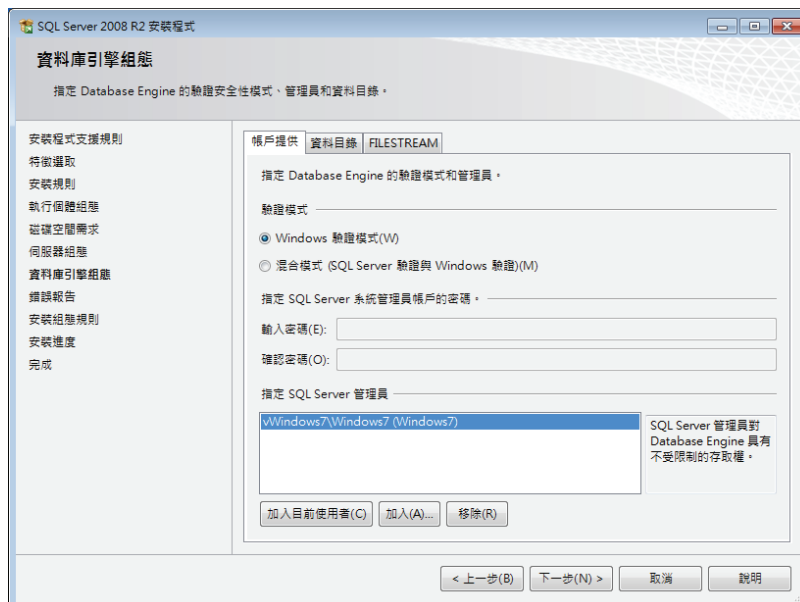 SQL Server 2008 R2 安裝程式
資料庫引擎組態
指定 Database Engine 的驗證安全性模式、管理員和資料目錄。
安裝程式支援規則
特徵選取
安裝規則
執行個體組態
磁碟空間需求
伺服器組態
資料庫引擎組態
錯誤報告
安裝組態規則
安裝進度
完成
帳戶提供 資料目錄 FILESTREAM
指定 Database Engine 的驗證模式和管理員。
驗證模式
Windows 驗證模式(W)
混合模式 (SQL Server 驗證與 Windows 驗證)(M)
指定 SQL Server 系統管理員帳戶的密碼。
輸入密碼(E):
確認密碼(O):
指定 SQL Server 管理員
vWindows7\Windows7 (Windows7)
SQL Server 管理員對
Database Engine 具有
不受限制的存取權。
加入目前使用者(C) 加入(A)... 移除(R)
< 上一步(B) 下一步(N) > 取消 說明